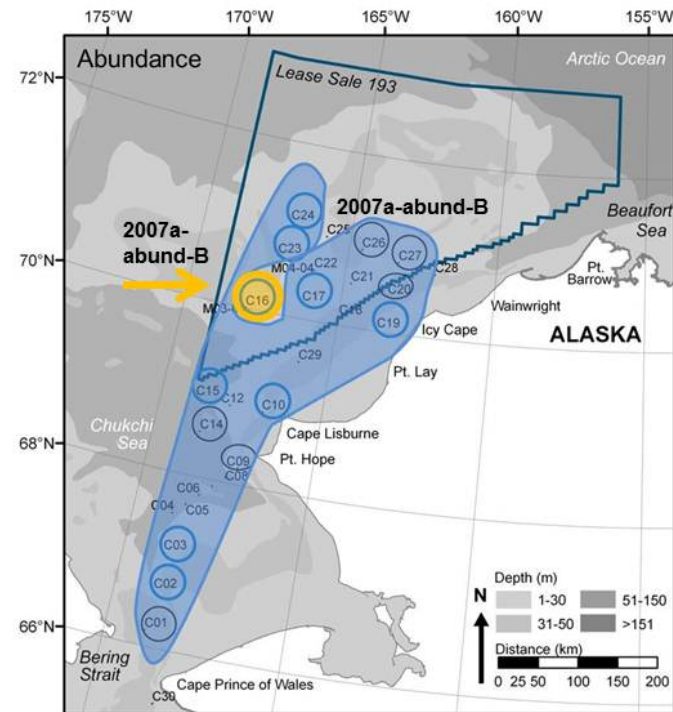 170°W
165°W
160°W
155°W
Abundance
Arctic Ocean
72°N
Lease Sale 193
C24
2007a-abund-B
2007a-
abund-B
C25
C26
Beaufort
Sea
70°N
C23
C27
M04-04
C22
C28
Pt.
Barrow
C21
C16
C17
C20
Wainwright
C18
C19
Icy Cape
ALASKA
C29
Pt. Lay
C15
C12
C10
Chukchi
Sea
C14
Cape Lisburne
68°N
C09
Pt. Hope
C08
175°W
C06
C04
C05
C03
C02
66°N
C01
Bering
Strait
Cape Prince of Wales
C30
N
Depth (m)
1-30
51-150
31-50
>151
Distance (km)
0 25 50 100 150 200